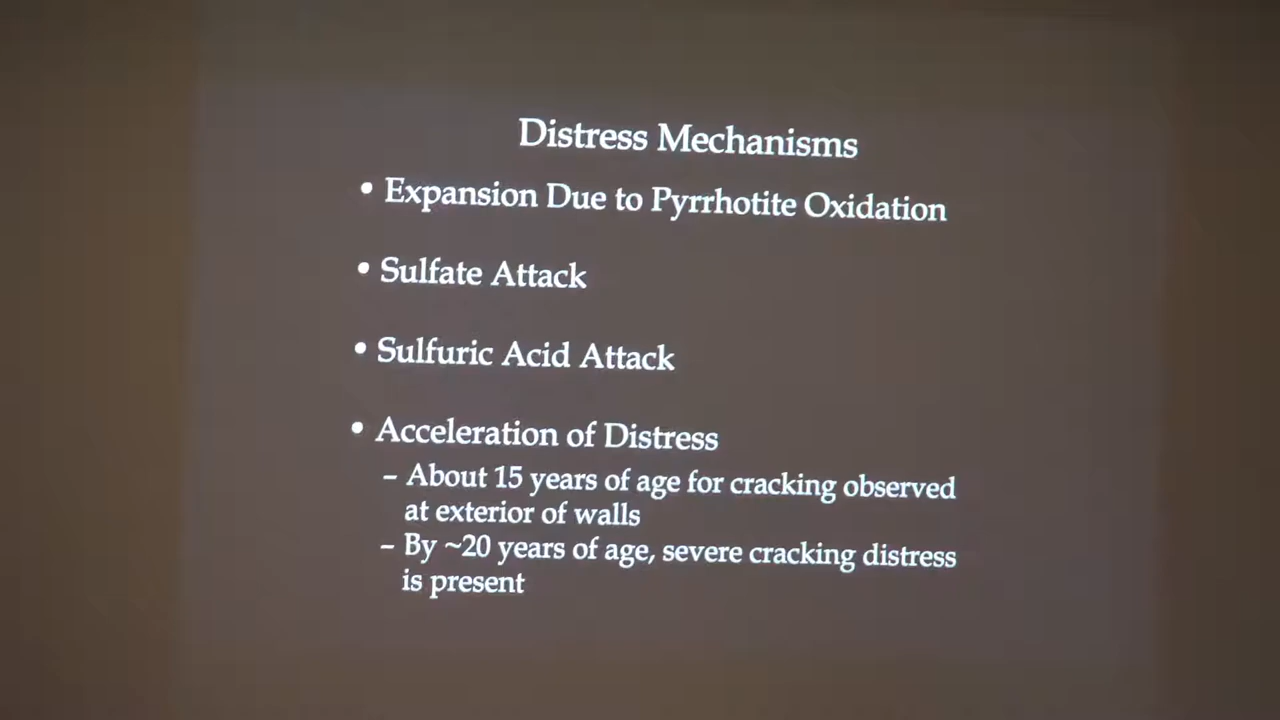 Distress Mechanisms
• Expansion Due to Pyrrhotite Oxidation
• Sulfate Attack
• Sulfuric Acid Attack
• Acceleration of Distress
– About 15 years of age for cracking observed
at exterior of walls
– By ~20 years of age, severe cracking distress
is present